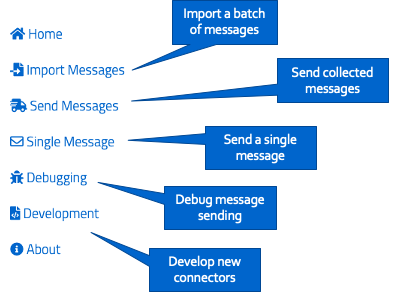 Import a batch
of messages
Home
Import Messages
Send collected
messages
Send Messages
Single Message
Send a single
message
Debugging
Debug message
sending
Development
About
Develop new
connectors